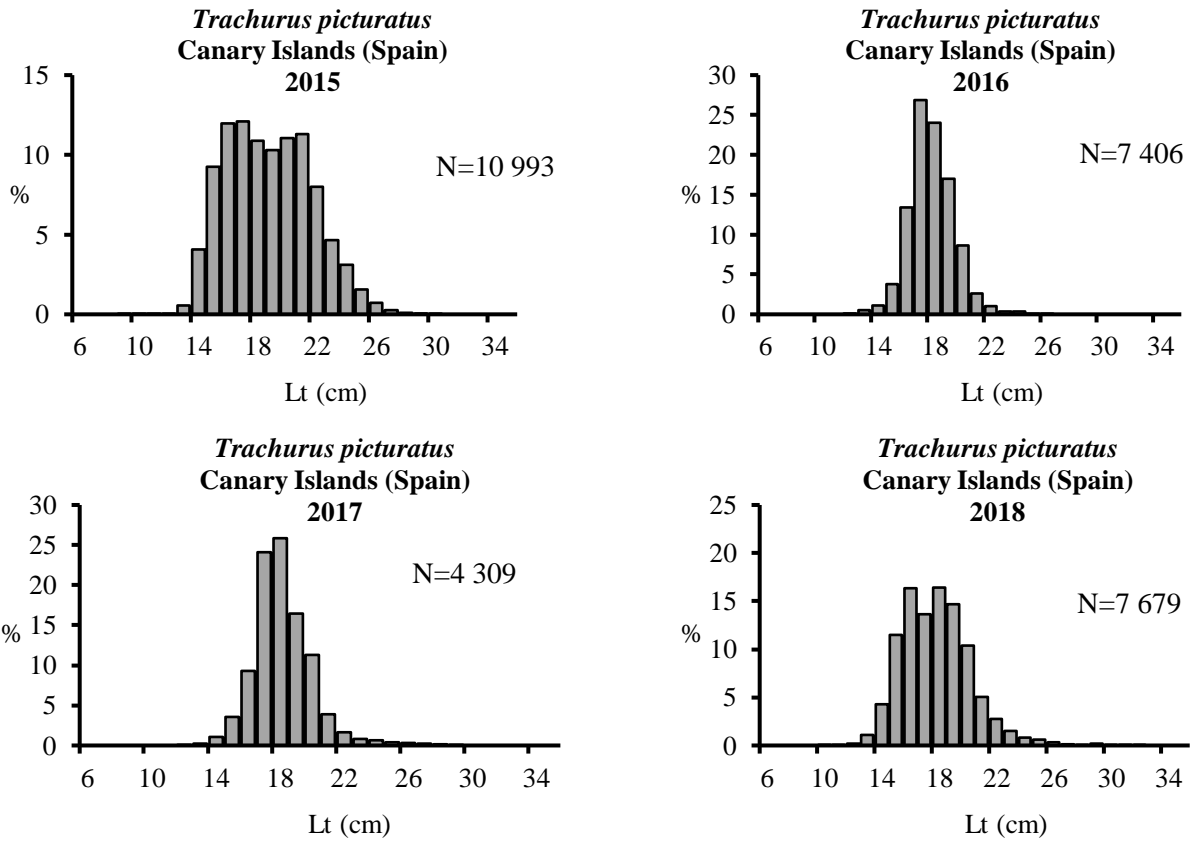 Trachurus picturatus
Canary Islands (Spain)
2015
15
10
5
0
%
N=10 993
6 10 14 18 22 26 30 34
Lt (cm)
Trachurus picturatus
Canary Islands (Spain)
2016
30
25
20
15
10
5
0
%
N=7 406
6 10 14 18 22 26 30 34
Lt (cm)
Trachurus picturatus
Canary Islands (Spain)
2017
30
25
20
15
10
5
0
%
N=4 309
6 10 14 18 22 26 30 34
Lt (cm)
Trachurus picturatus
Canary Islands (Spain)
2018
25
20
15
10
5
0
%
N=7 679
6 10 14 18 22 26 30 34
Lt (cm)